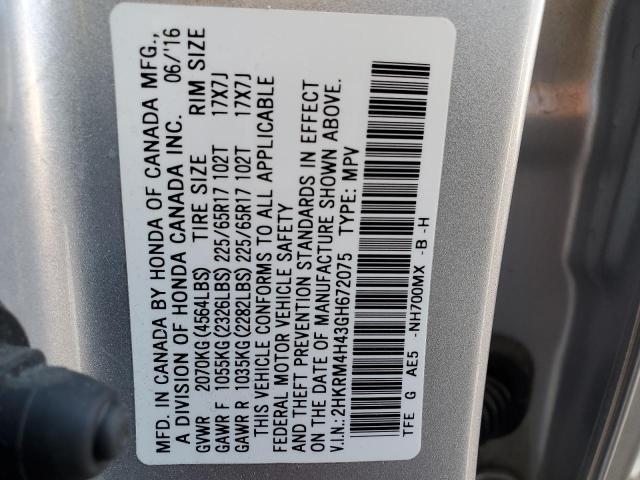 MFD. IN CANADA BY HONDA OF CANADA MFG.,
A DIVISION OF HONDA CANADA INC. 06/'16
GVWR 2070KG(4564LBS) TIRE SIZE RIM SIZE
GAWR F 1055KG(2326LBS) 225/65R17 102T 17X7J
GAWR R 1035KG(2282LBS) 225/65R17 102T 17X7J
THIS VEHICLE CONFORMS TO ALL APPLICABLE
FEDERAL MOTOR VEHICLE SAFETY
AND THEFT PREVENTION STANDARDS IN EFFECT
ON THE DATE OF MANUFACTURE SHOWN ABOVE.
V.I.N.: 2HKRM4H43GH672075 TYPE: MPV
TFE G AE5 -NH700MX -B -H